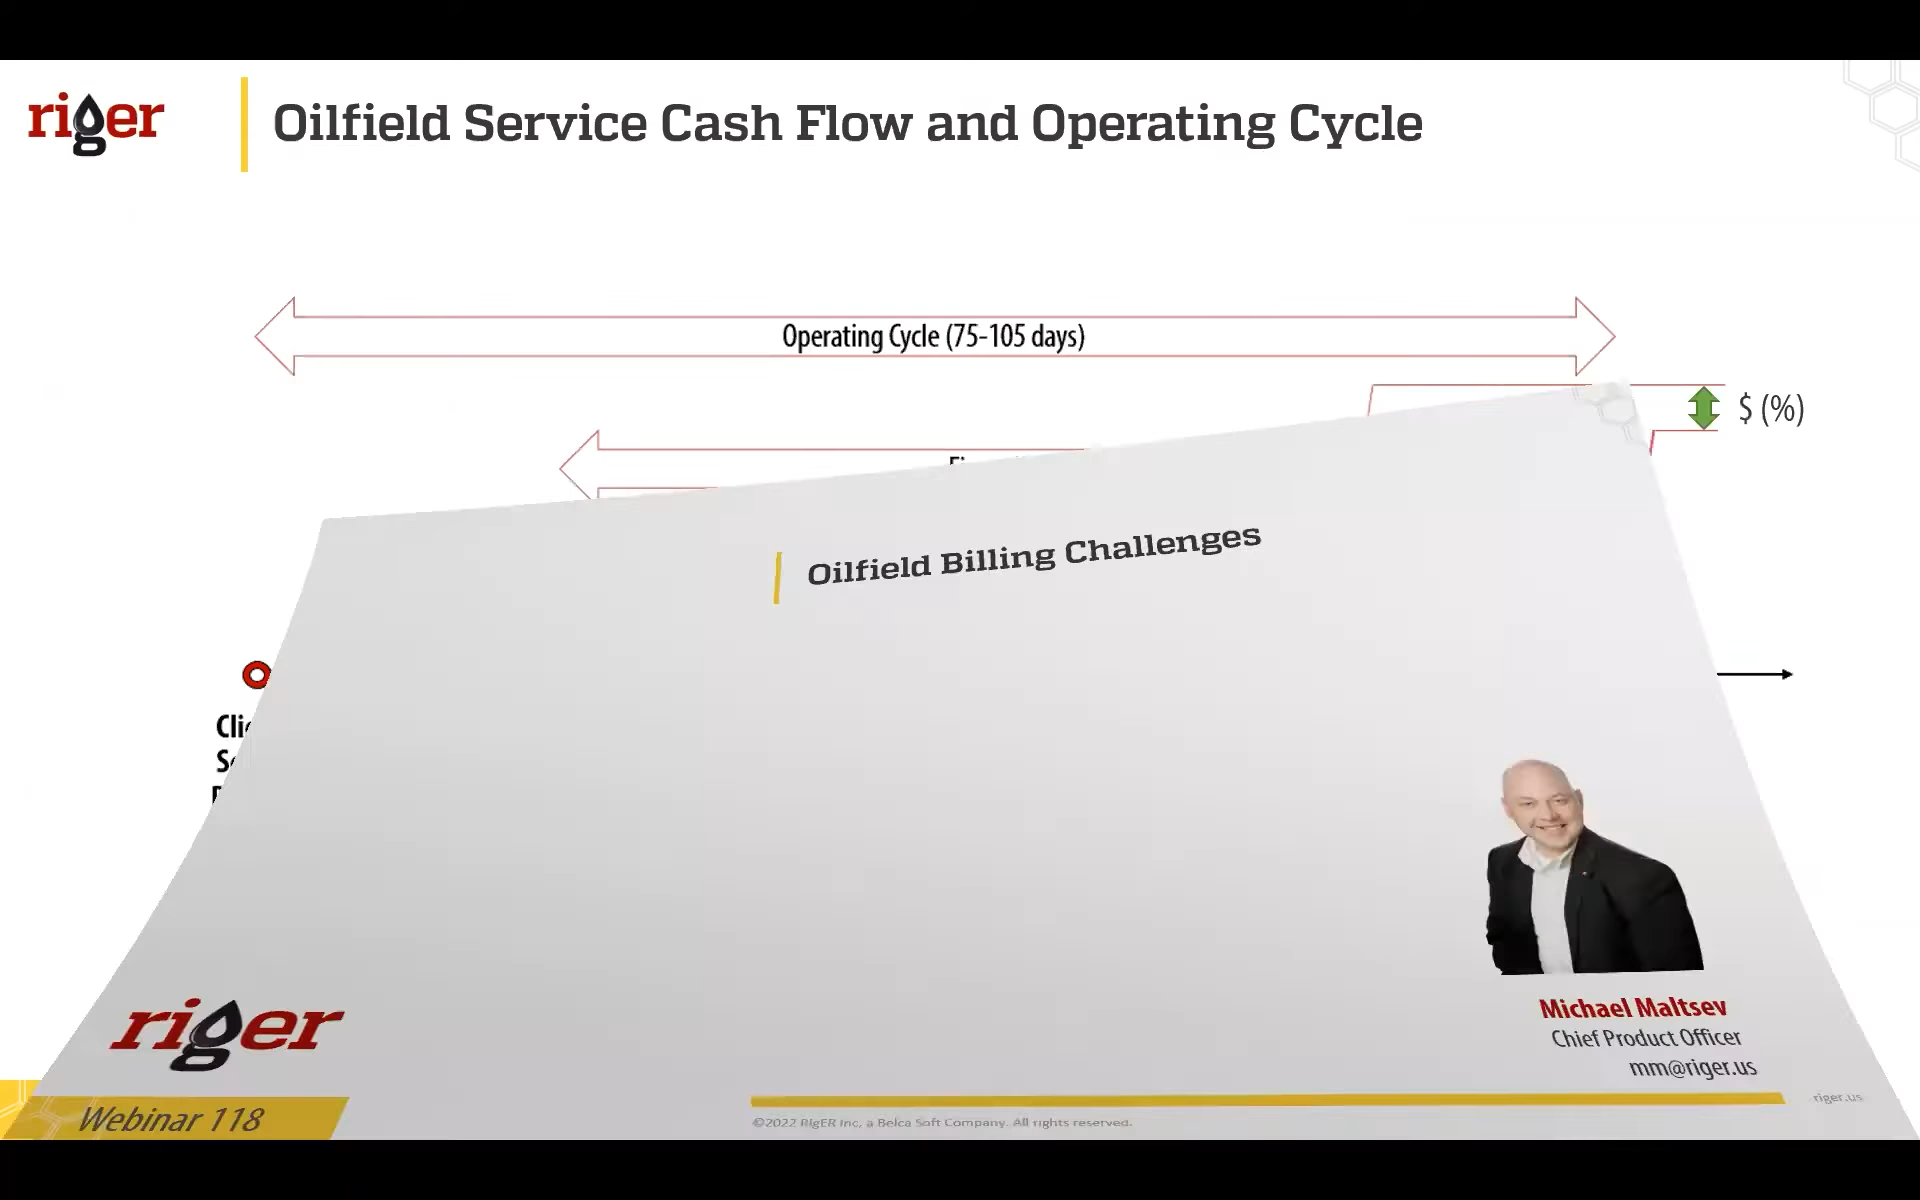 riger
Oilfield Service Cash Flow and Operating Cycle
Operating Cycle (75-105 days)
$ (%)
Oilfield Billing Challenges
riger
Michael Maltsev
Chief Product Officer
mm@riger.us
Webinar 118
riger.us
©2022 RigER Inc, a Belca Soft Company. All rights reserved.